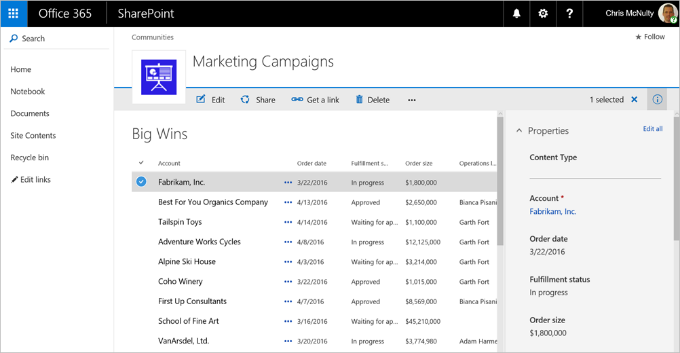 Office 365 SharePoint Chris McNulty
Search
Home
Notebook
Documents
Site Contents
Recycle bin
Edit links
Communities
Follow
Marketing Campaigns
Edit Share Get a link Delete ... 1 selected
Big Wins
Account Order date Fulfillment s... Order size Operations l...
Fabrikam, Inc. ... 3/22/2016 In progress $1,800,000
Best For You Organics Company ... 4/13/2016 Approved $2,650,000 Bianca Pisani
Tailspin Toys ... 4/14/2016 Waiting for ap... $1,100,000 Garth Fort
Adventure Works Cycles ... 4/8/2016 In progress $12,125,000 Garth Fort
Alpine Ski House ... 4/3/2016 Waiting for ap... $3,214,000 Garth Fort
Coho Winery ... 3/22/2016 Approved $1,015,000 Garth Fort
First Up Consultants ... 4/7/2016 Approved $8,569,000 Bianca Pisani
School of Fine Art ... 3/16/2016 Waiting for ap... $45,210,000
VanArsdel, Ltd. ... 3/20/2016 In progress $3,774,980 Adam Harme
Properties Edit all
Content Type
Account *
Fabrikam, Inc.
Order date
3/22/2016
Fulfillment status
In progress
Order size
$1,800,000